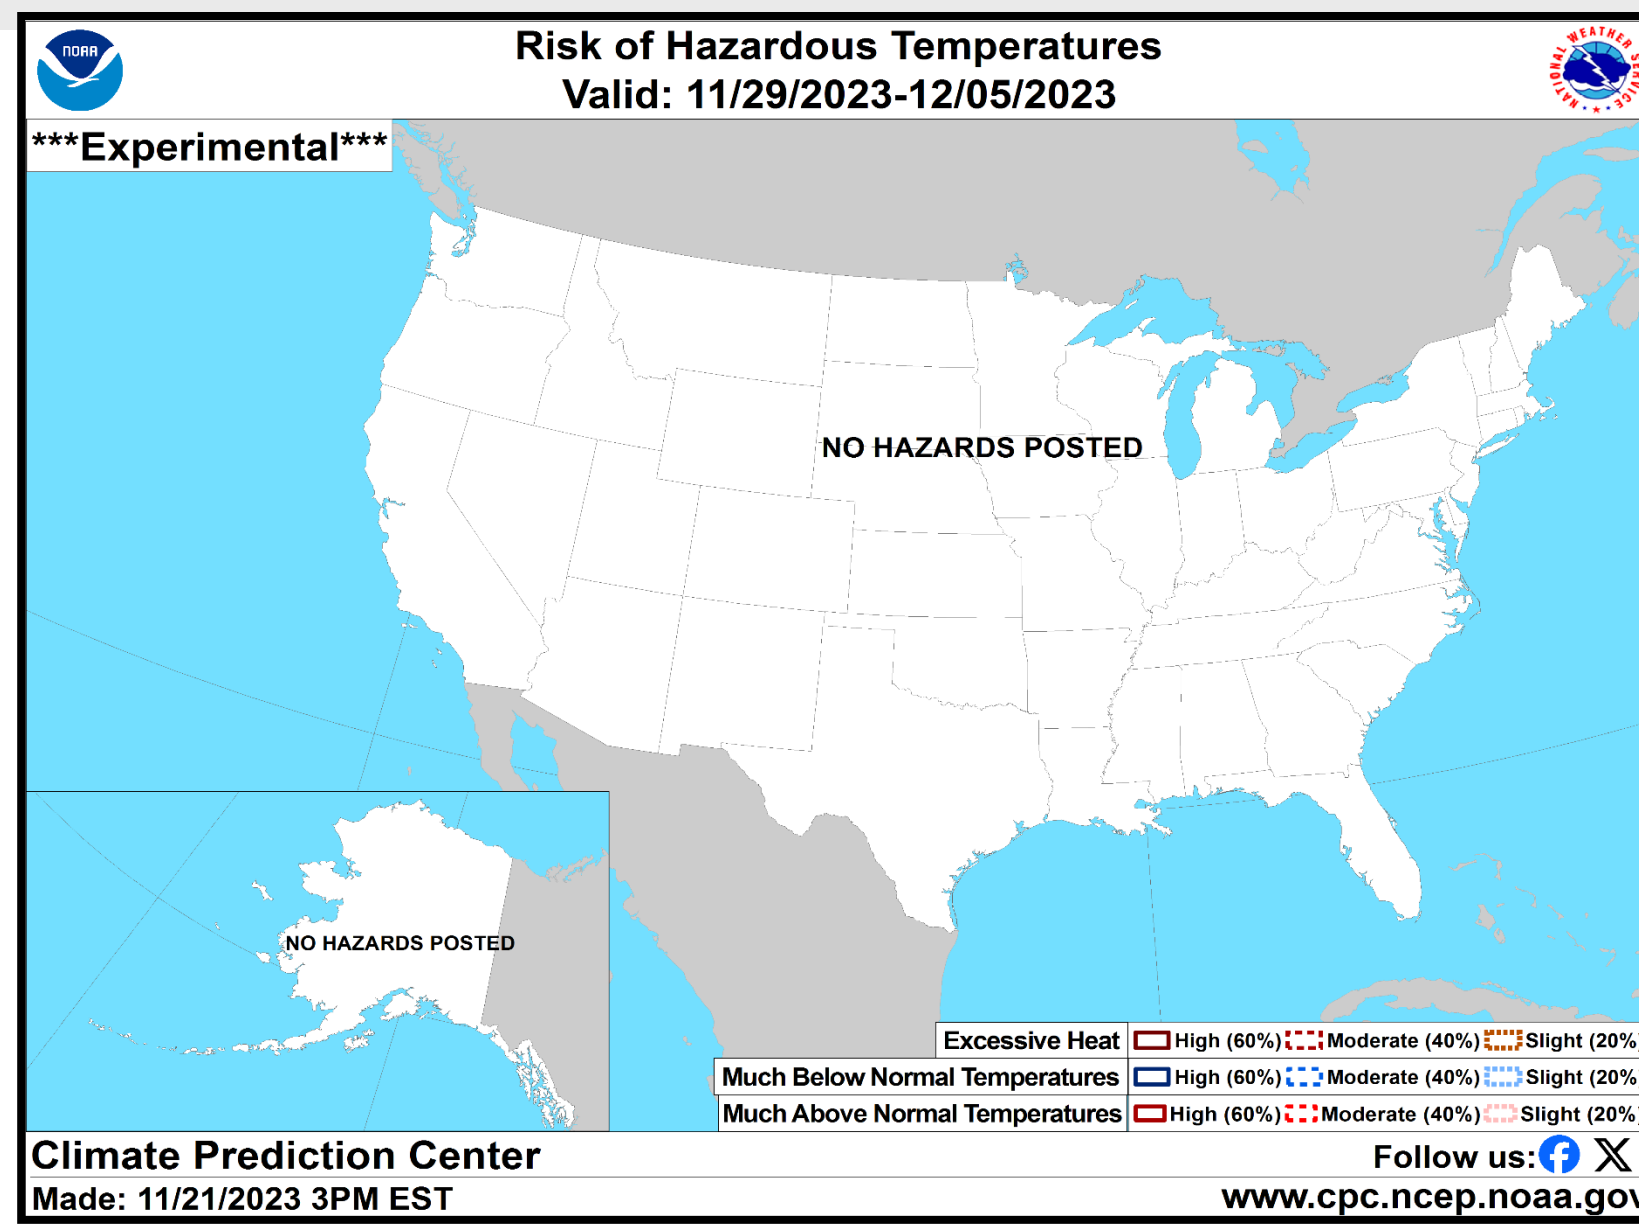 NOAA
Risk of Hazardous Temperatures
Valid: 11/29/2023-12/05/2023
NATIONAL WEATHER SERVICE
***Experimental***
NO HAZARDS POSTED
NO HAZARDS POSTED
Excessive Heat High (60%) Moderate (40%) Slight (20%)
Much Below Normal Temperatures High (60%) Moderate (40%) Slight (20%
Much Above Normal Temperatures High (60%) Moderate (40%) Slight (20%
Climate Prediction Center
Follow us:
Made: 11/21/2023 3PM EST
www.cpc.ncep.noaa.gov